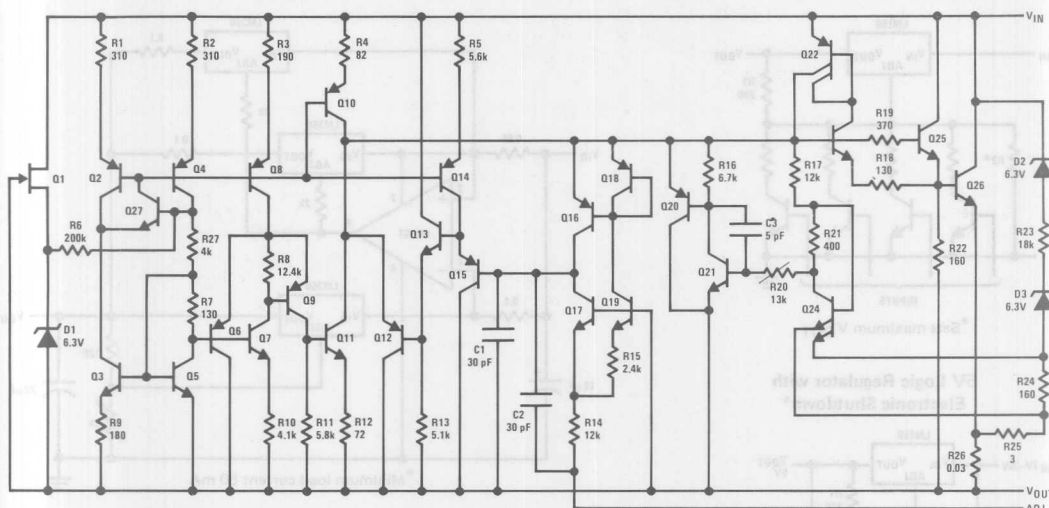 VIN
R1
310
R2
310
R3
190
R4
82
R5
5.6k
Q10
Q22
R19
370
Q25
R18
130
Q26
D2
6.3V
Q1
Q2
Q4
Q8
Q14
Q18
R16
6.7k
R17
12k
Q27
R6
200k
R27
4k
Q13
Q16
Q20
C3
5 pF
R21
400
R22
160
R23
18k
R8
12.4k
Q9
Q15
Q21
R20
13k
R7
130
Q6
Q7
Q11
Q12
Q17
Q19
Q24
D3
6.3V
D1
6.3V
Q3
Q5
C1
30 pF
R15
2.4k
R24
160
R9
180
R10
4.1k
R11
5.8k
R12
72
R13
5.1k
C2
30 pF
R14
12k
R26
0.03
R25
3
VOUT
ADJ